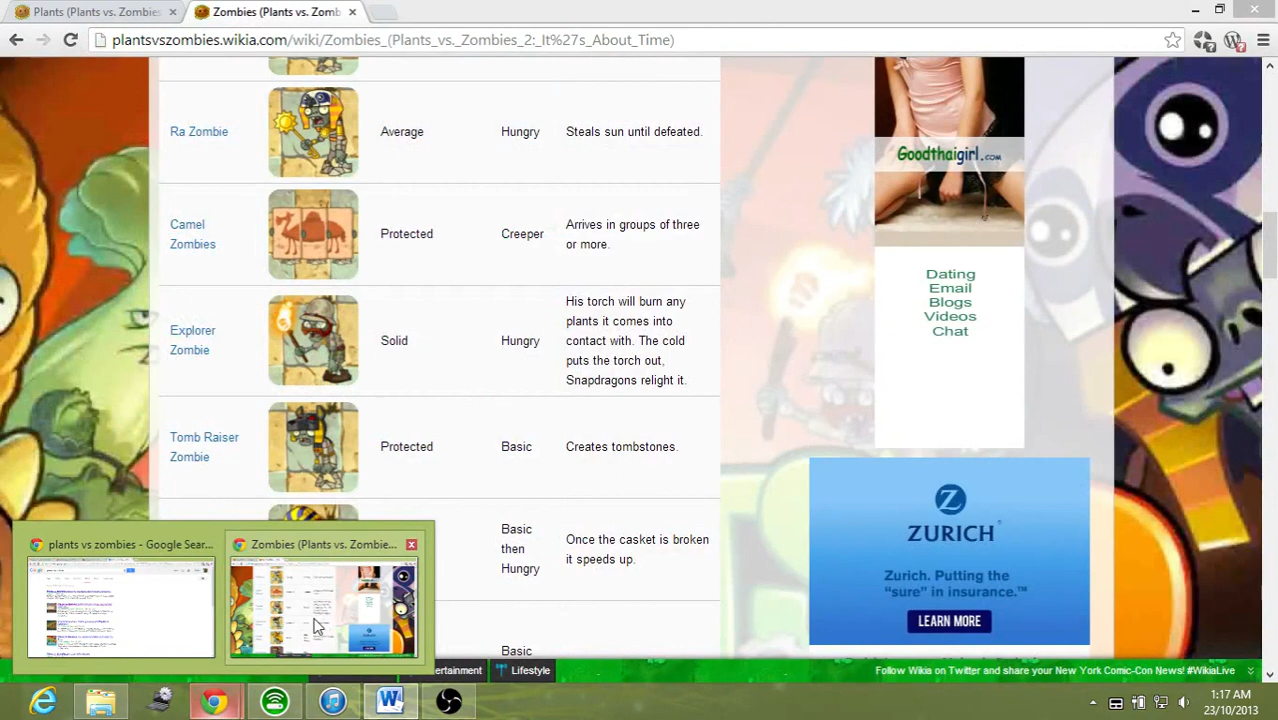 Plants (Plants vs. Zombies
Zombies (Plants vs. Zomb
plantsvszombies.wikia.com/wiki/Zombies_(Plants_vs._Zombies_2:_It%27s_About_Time)
Ra Zombie
Average
Hungry
Steals sun until defeated.
Goodthaigirl.com
Camel
Zombies
Protected
Creeper
Arrives in groups of three
or more.
Dating
Email
Blogs
Videos
Chat
Explorer
Zombie
Solid
Hungry
His torch will burn any
plants it comes into
contact with. The cold
puts the torch out,
Snapdragons relight it.
Tomb Raiser
Zombie
Protected
Basic
Creates tombstones.
Z
ZURICH
Zurich. Putting the
“sure” in insurance.™
LEARN MORE
Basic
then
Hungry
Once the casket is broken
plants vs zombies - Google Sear...
Zombies (Plants vs. Zombie...
Basic
Lifestyle
Follow Wikia on Twitter and share your New York Comic-Con News! #WikiaLive
1:17 AM
23/10/2013